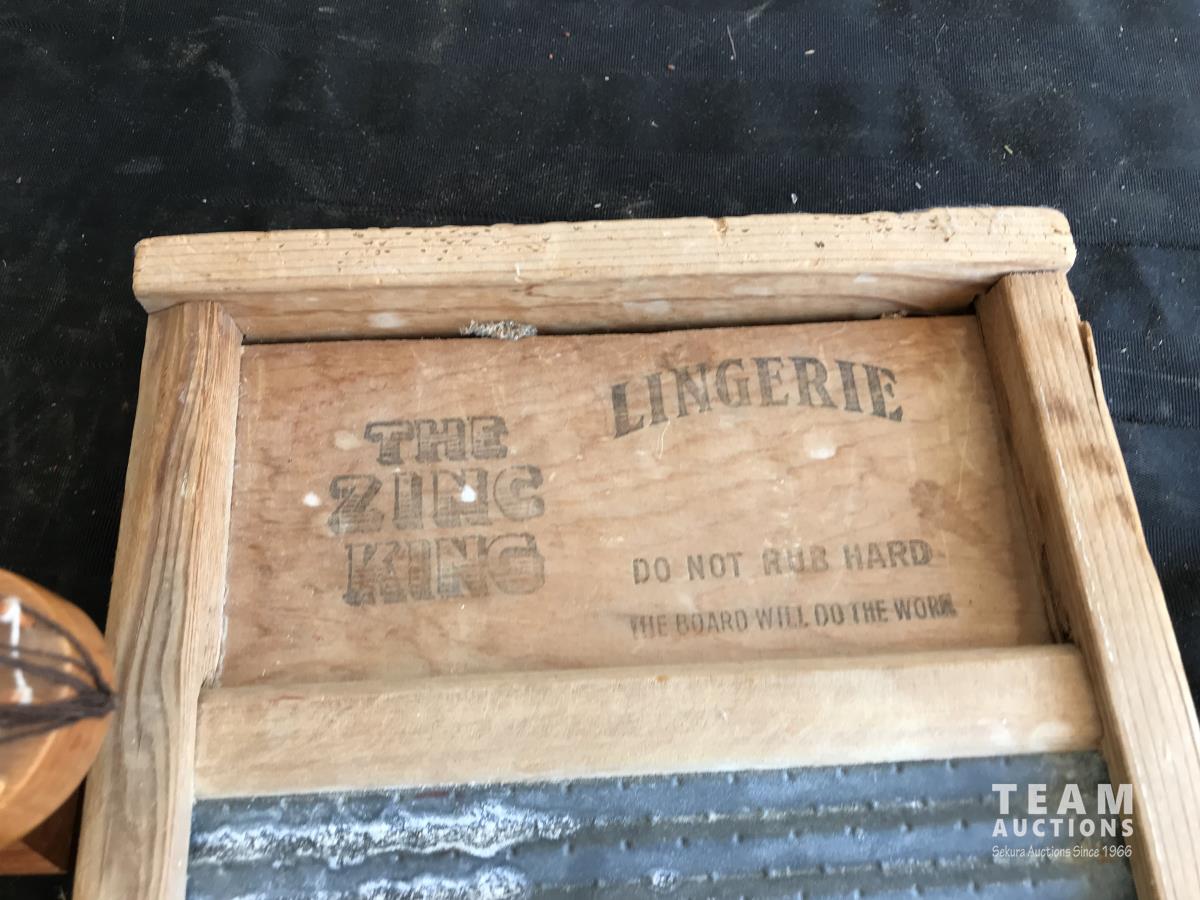 THE
ZINC
KING
LINGERIE
DO NOT RUB HARD
THE BOARD WILL DO THE WORK
TEAM
AUCTIONS
Sekura Auctions Since 1966